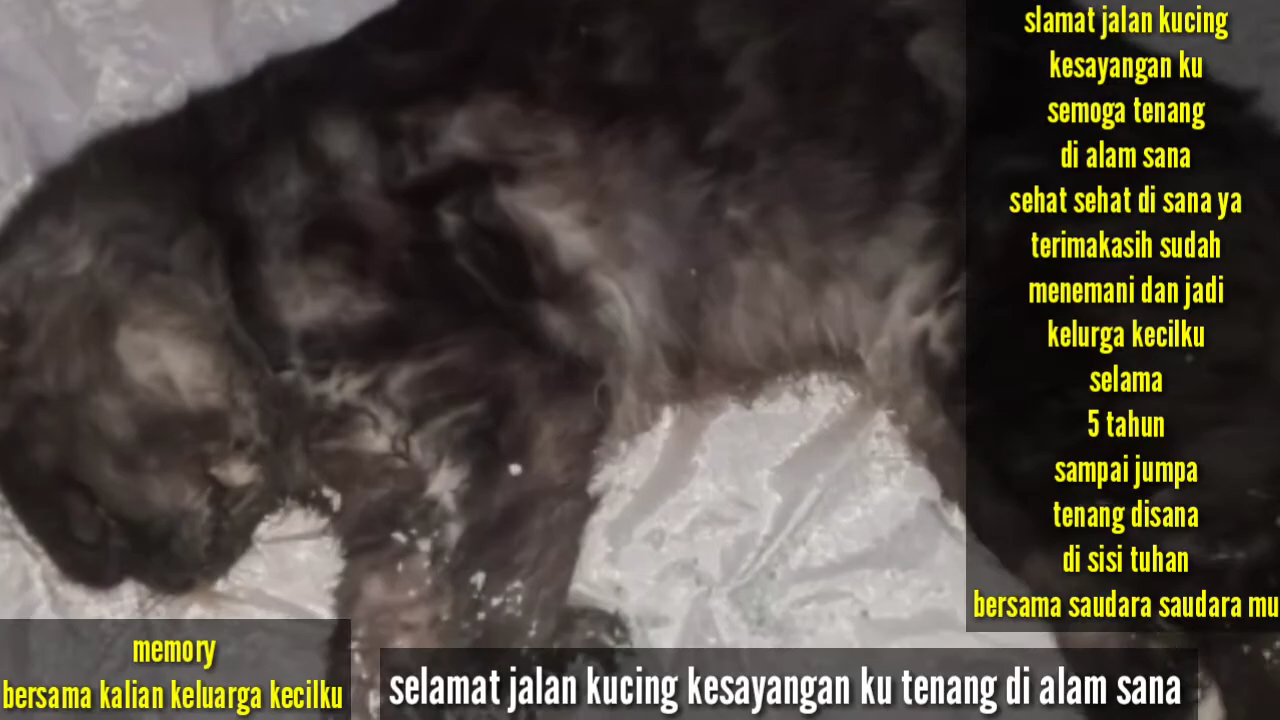 slamat jalan kucing
kesayangan ku
semoga tenang
di alam sana
sehat sehat di sana ya
terimakasih sudah
menemani dan jadi
kelurga kecilku
selama
5 tahun
sampai jumpa
tenang disana
di sisi tuhan
bersama saudara saudara mu
memory
bersama kalian keluarga kecilku
selamat jalan kucing kesayangan ku tenang di alam sana